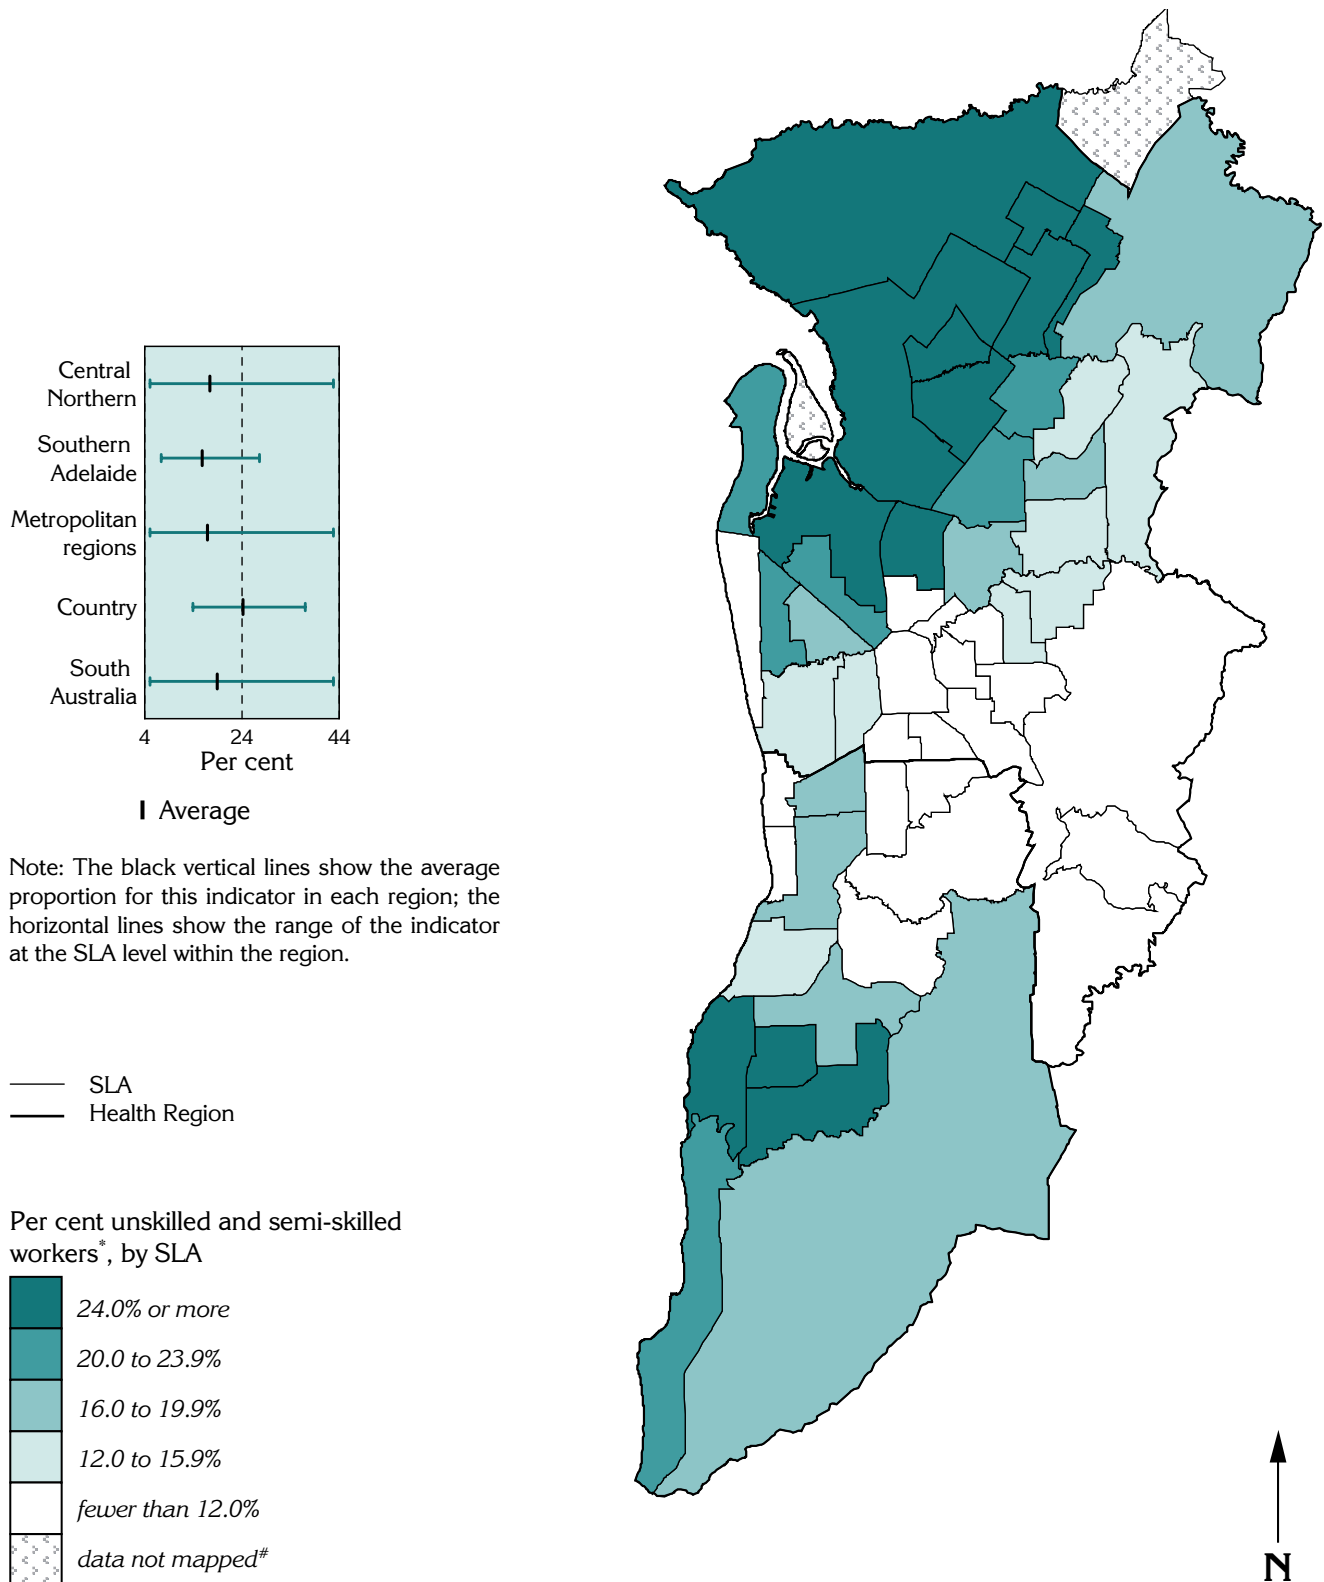 Central
Northern
Southern
Adelaide
Metropolitan
regions
Country
South
Australia
4 24 44
Per cent
Average
Note: The black vertical lines show the average
proportion for this indicator in each region; the
horizontal lines show the range of the indicator
at the SLA level within the region.
SLA
Health Region
Per cent unskilled and semi-skilled
workers*, by SLA
24.0% or more
20.0 to 23.9%
16.0 to 19.9%
12.0 to 15.9%
fewer than 12.0%
data not mapped#
N